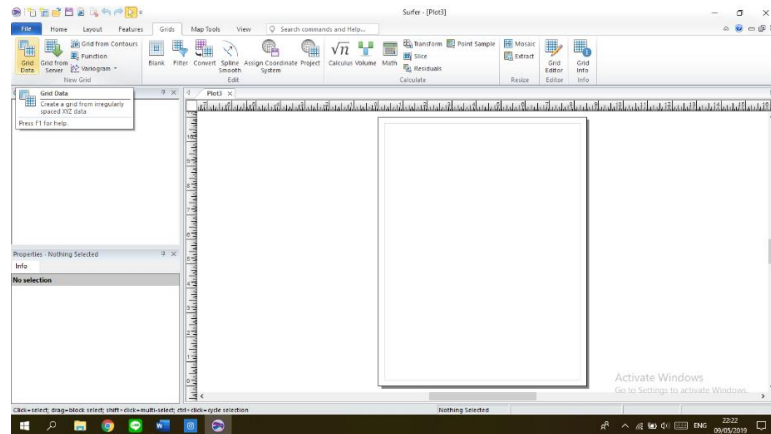 Surfer - [Plot3]
File Home Layout Features Grids Map Tools View Search commands and Help...
Grid Data
Grid from Server
Grid from Contours
Function
Variogram
New Grid
Blank Filter Convert Spline Smooth Assign Coordinate System Project
Edit
Calculus Volume Math
Transform Point Sample
Slice
Residuals
Calculate
Mosaic
Extract
Resize
Grid Editor
Editor
Grid Info
Info
Grid Data
Create a grid from irregularly
spaced XYZ data
Press F1 for help.
Plot3
Properties - Nothing Selected
Info
No selection
Activate Windows
Go to Settings to activate Windows.
Click=select; drag=block select; shift+click=multi-select; ctrl+click=cycle selection
Nothing Selected
ENG
22:22
09/05/2019